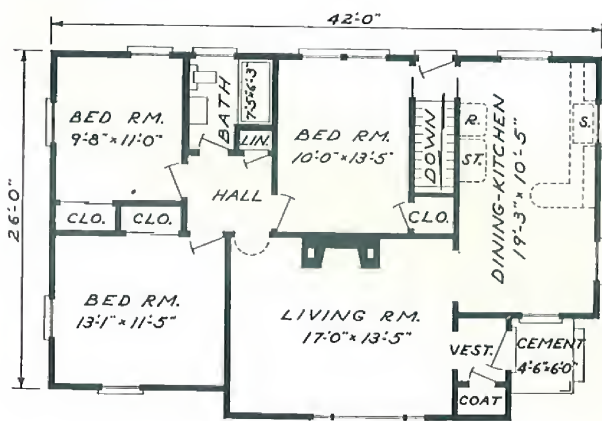 42'-0"
26'-0"
BED RM.
9'-8" x 11'-0"
BATH
7'-5" x 6'-3"
LIN.
BED RM.
10'-0" x 13'-5"
DOWN
R.
ST.
S.
DINING-KITCHEN
19'-3" x 10'-5"
CLO.
CLO.
HALL
CLO.
BED RM.
13'-1" x 11'-5"
LIVING RM.
17'-0" x 13'-5"
VEST.
CEMENT
4'-6" x 6'-0"
COAT